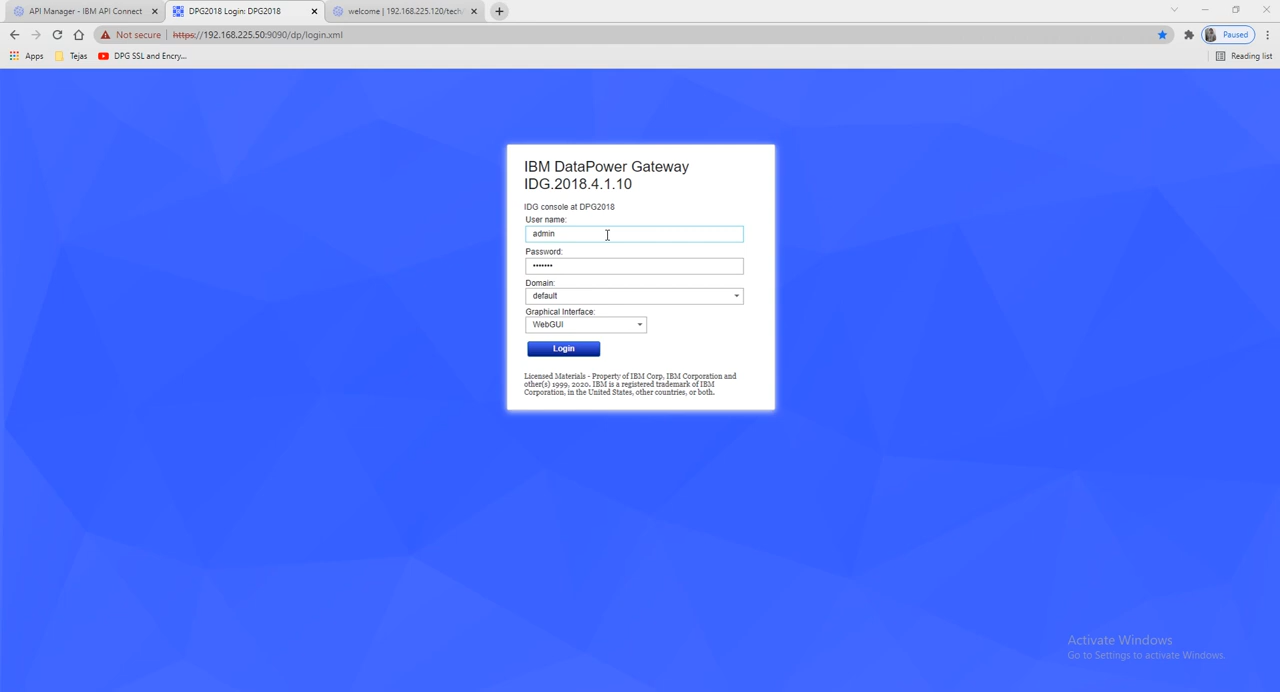 API Manager - IBM API Connect
DPG2018 Login: DPG2018
welcome | 192.168.225.120/tech/
Not secure
https://192.168.225.50:9090/dp/login.xml
Paused
Apps
Tejas
DPG SSL and Encry...
Reading list
IBM DataPower Gateway
IDG.2018.4.1.10
IDG console at DPG2018
User name:
admin
Password:
•••••••
Domain:
default
Graphical Interface:
WebGUI
Login
Licensed Materials - Property of IBM Corp, IBM Corporation and
other(s) 1999, 2020. IBM is a registered trademark of IBM
Corporation, in the United States, other countries, or both.
Activate Windows
Go to Settings to activate Windows.